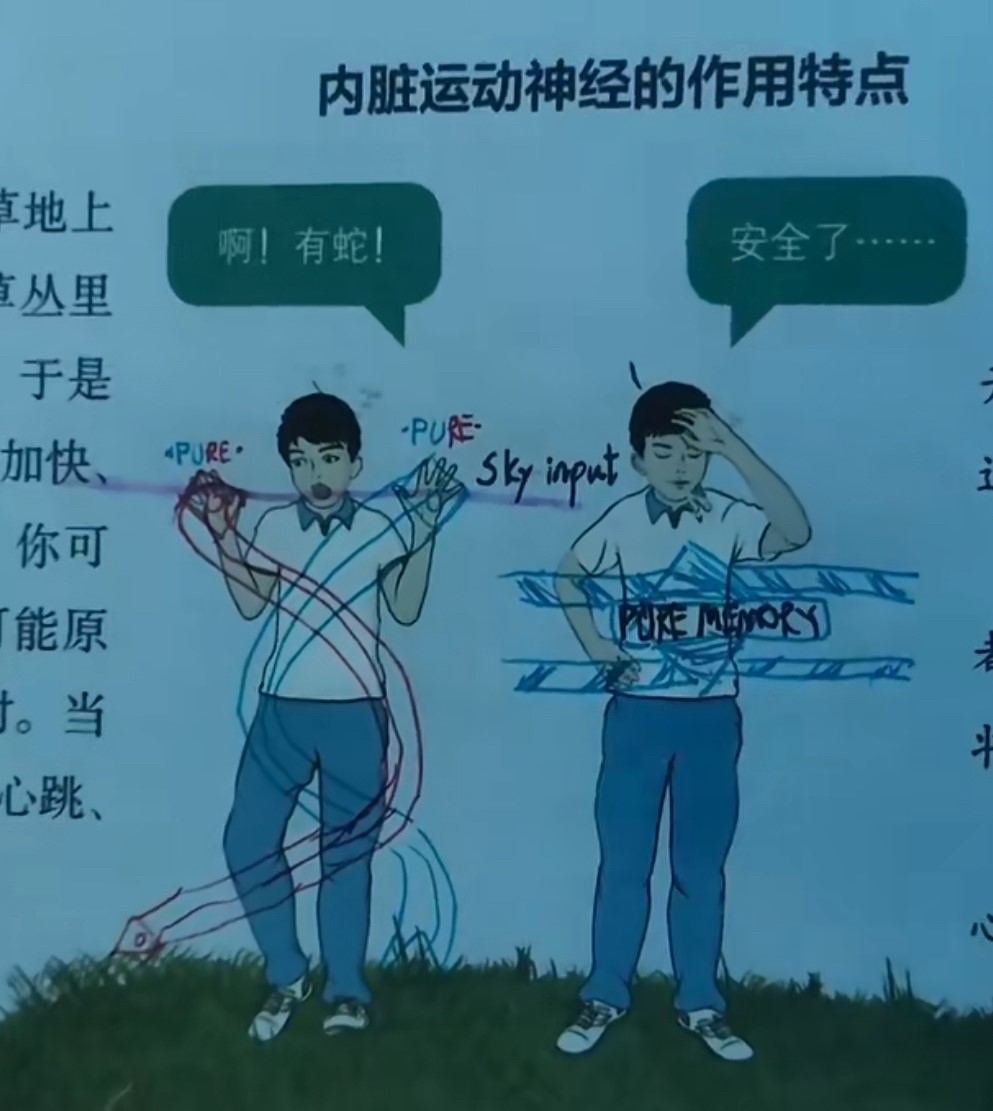 内脏运动神经的作用特点
草地上
草丛里
于是
加快、
你可
可能原
时。当
心跳、
啊！有蛇！
安全了……
·PURE·
·PURE·
Sky input
PURE MEMORY
心